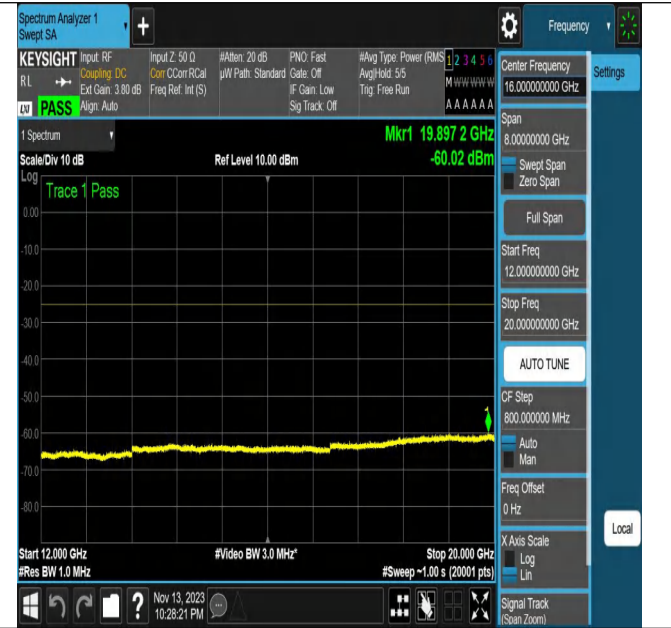 Spectrum Analyzer 1
Swept SA
+
Frequency
KEYSIGHT
RL
PASS
Input: RF
Coupling: DC
Ext Gain: 3.80 dB
Align: Auto
Input Z: 50 Ω
Corr CCorr RCal
Freq Ref: Int (S)
#Atten: 20 dB
µW Path: Standard
PNO: Fast
Gate: Off
IF Gain: Low
Sig Track: Off
#Avg Type: Power (RMS
Avg|Hold: 5/5
Trig: Free Run
1 2 3 4 5 6
M W W W W W
A A A A A A
1 Spectrum
Scale/Div 10 dB
Ref Level 10.00 dBm
Mkr1 19.897 2 GHz
-60.02 dBm
Log
Trace 1 Pass
0.00
-10.0
-20.0
-30.0
-40.0
-50.0
-60.0
-70.0
-80.0
1
Start 12.000 GHz
#Res BW 1.0 MHz
#Video BW 3.0 MHz*
Stop 20.000 GHz
#Sweep ~1.00 s (20001 pts)
Center Frequency
16.000000000 GHz
Settings
Span
8.00000000 GHz
Swept Span
Zero Span
Full Span
Start Freq
12.000000000 GHz
Stop Freq
20.000000000 GHz
AUTO TUNE
CF Step
800.000000 MHz
Auto
Man
Freq Offset
0 Hz
X Axis Scale
Log
Lin
Local
Signal Track
(Span Zoom)
?
Nov 13, 2023
10:28:21 PM